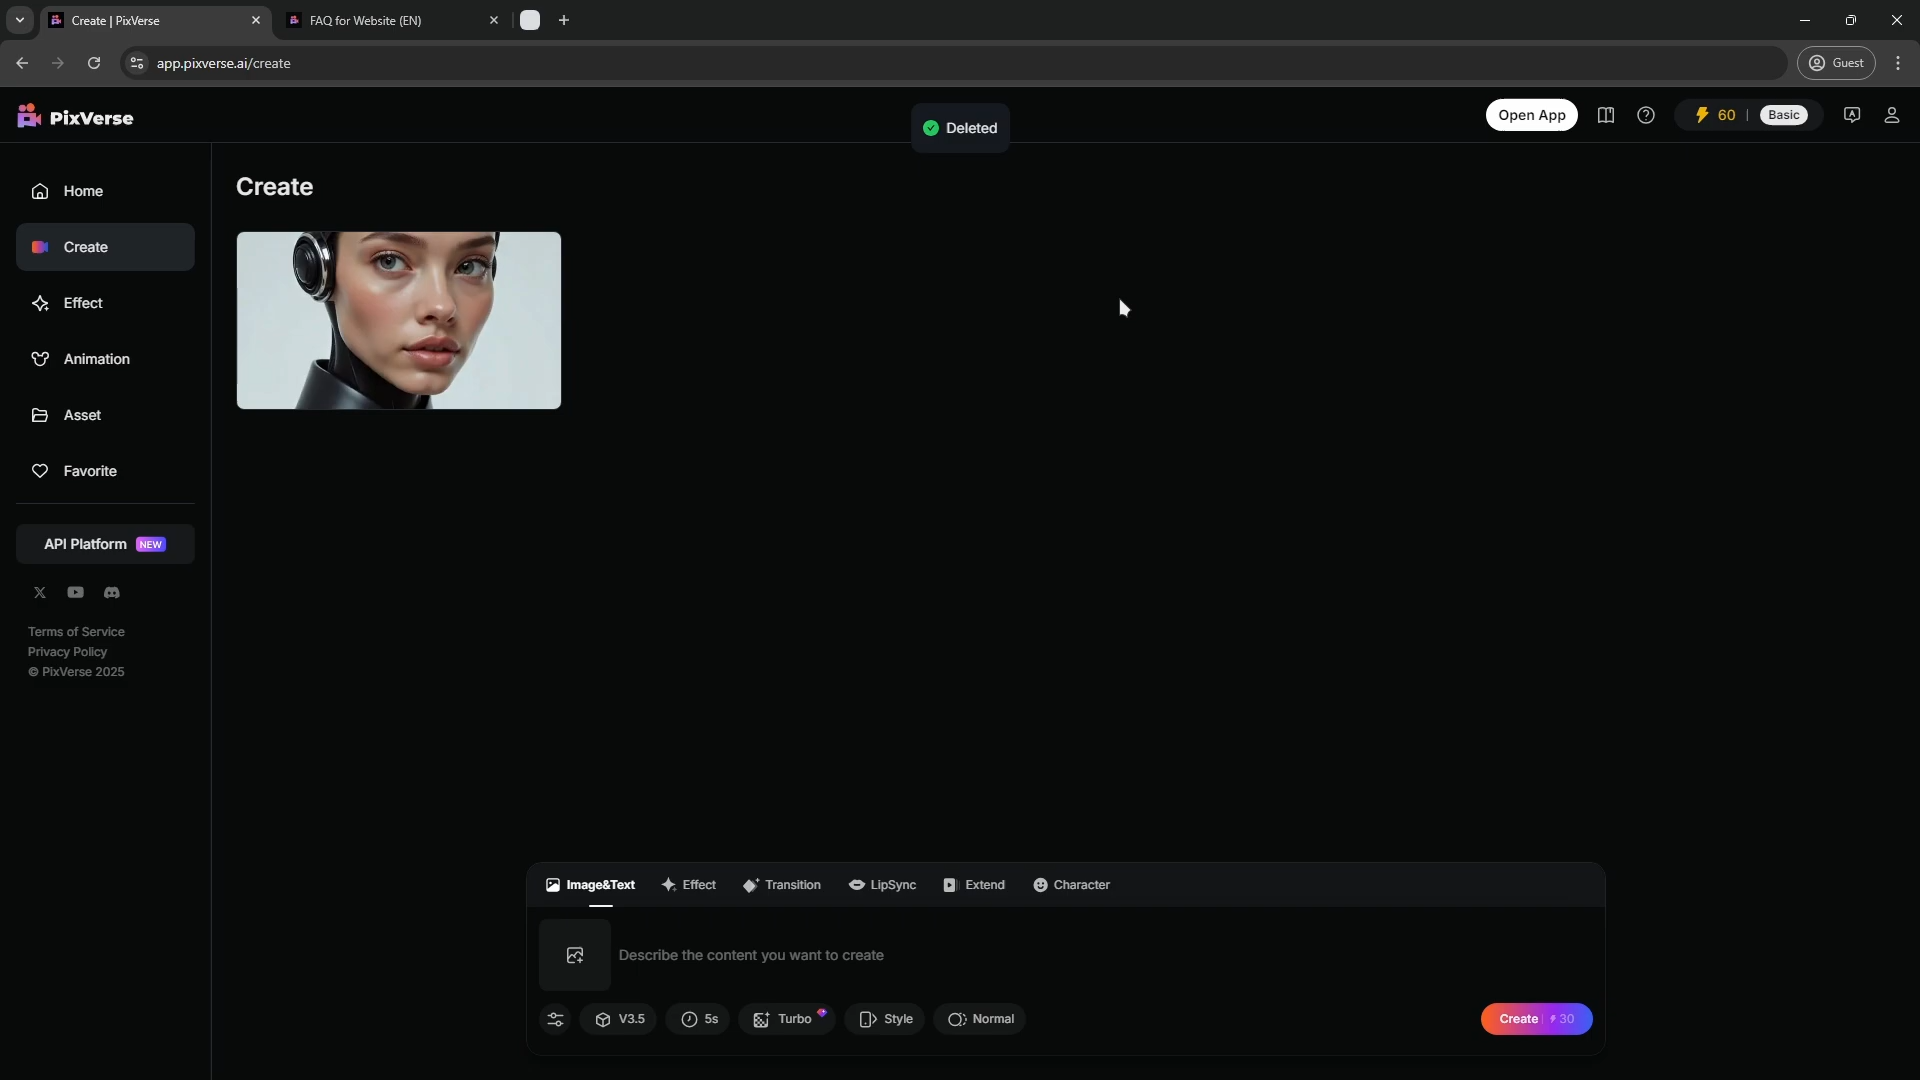 Create | PixVerse
FAQ for Website (EN)
app.pixverse.ai/create
Guest
PixVerse
Deleted
Open App
60 | Basic
Home
Create
Effect
Animation
Asset
Favorite
API Platform NEW
Terms of Service
Privacy Policy
© PixVerse 2025
Create
Image&Text
Effect
Transition
LipSync
Extend
Character
Describe the content you want to create
V3.5
5s
Turbo
Style
Normal
Create 30